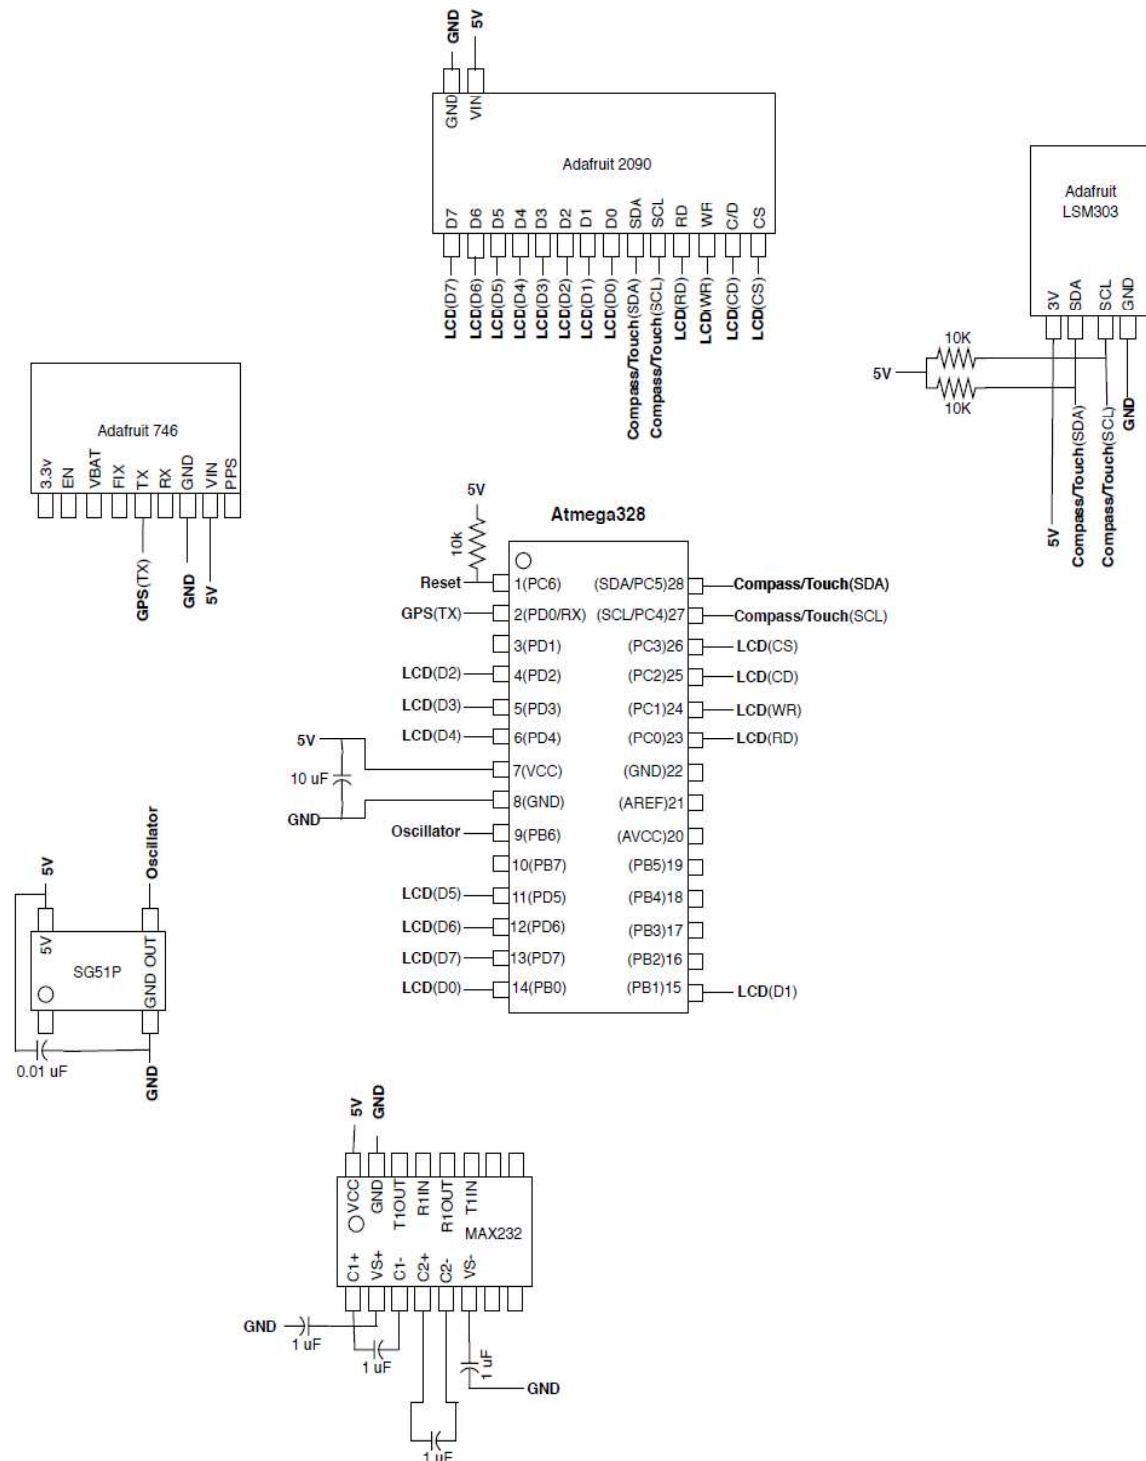 GND
5V
GND
VIN
Adafruit 2090
D7
D6
D5
D4
D3
D2
D1
D0
SDA
SCL
RD
WR
C/D
CS
LCD(D7)
LCD(D6)
LCD(D5)
LCD(D4)
LCD(D3)
LCD(D2)
LCD(D1)
LCD(D0)
Compass/Touch(SDA)
Compass/Touch(SCL)
LCD(RD)
LCD(WR)
LCD(CD)
LCD(CS)
Adafruit
LSM303
3V
SDA
SCL
GND
10K
5V
10K
5V
Compass/Touch(SDA)
Compass/Touch(SCL)
GND
Adafruit 746
3.3v
EN
VBAT
FIX
TX
RX
GND
VIN
PPS
GPS(TX)
GND
5V
5V
10k
Atmega328
Reset
1(PC6)
(SDA/PC5)28
Compass/Touch(SDA)
GPS(TX)
2(PD0/RX)
(SCL/PC4)27
Compass/Touch(SCL)
3(PD1)
(PC3)26
LCD(CS)
LCD(D2)
4(PD2)
(PC2)25
LCD(CD)
LCD(D3)
5(PD3)
(PC1)24
LCD(WR)
LCD(D4)
6(PD4)
(PC0)23
LCD(RD)
5V
7(VCC)
(GND)22
10 uF
8(GND)
(AREF)21
GND
Oscillator
9(PB6)
(AVCC)20
10(PB7)
(PB5)19
LCD(D5)
11(PD5)
(PB4)18
LCD(D6)
12(PD6)
(PB3)17
LCD(D7)
13(PD7)
(PB2)16
LCD(D0)
14(PB0)
(PB1)15
LCD(D1)
5V
Oscillator
5V
SG51P
OUT
GND
0.01 uF
GND
5V
GND
VCC
GND
T1OUT
R1IN
R1OUT
T1IN
MAX232
C1+
VS+
C1-
C2+
C2-
VS-
GND
1 uF
1 uF
1 uF
GND
1 uF